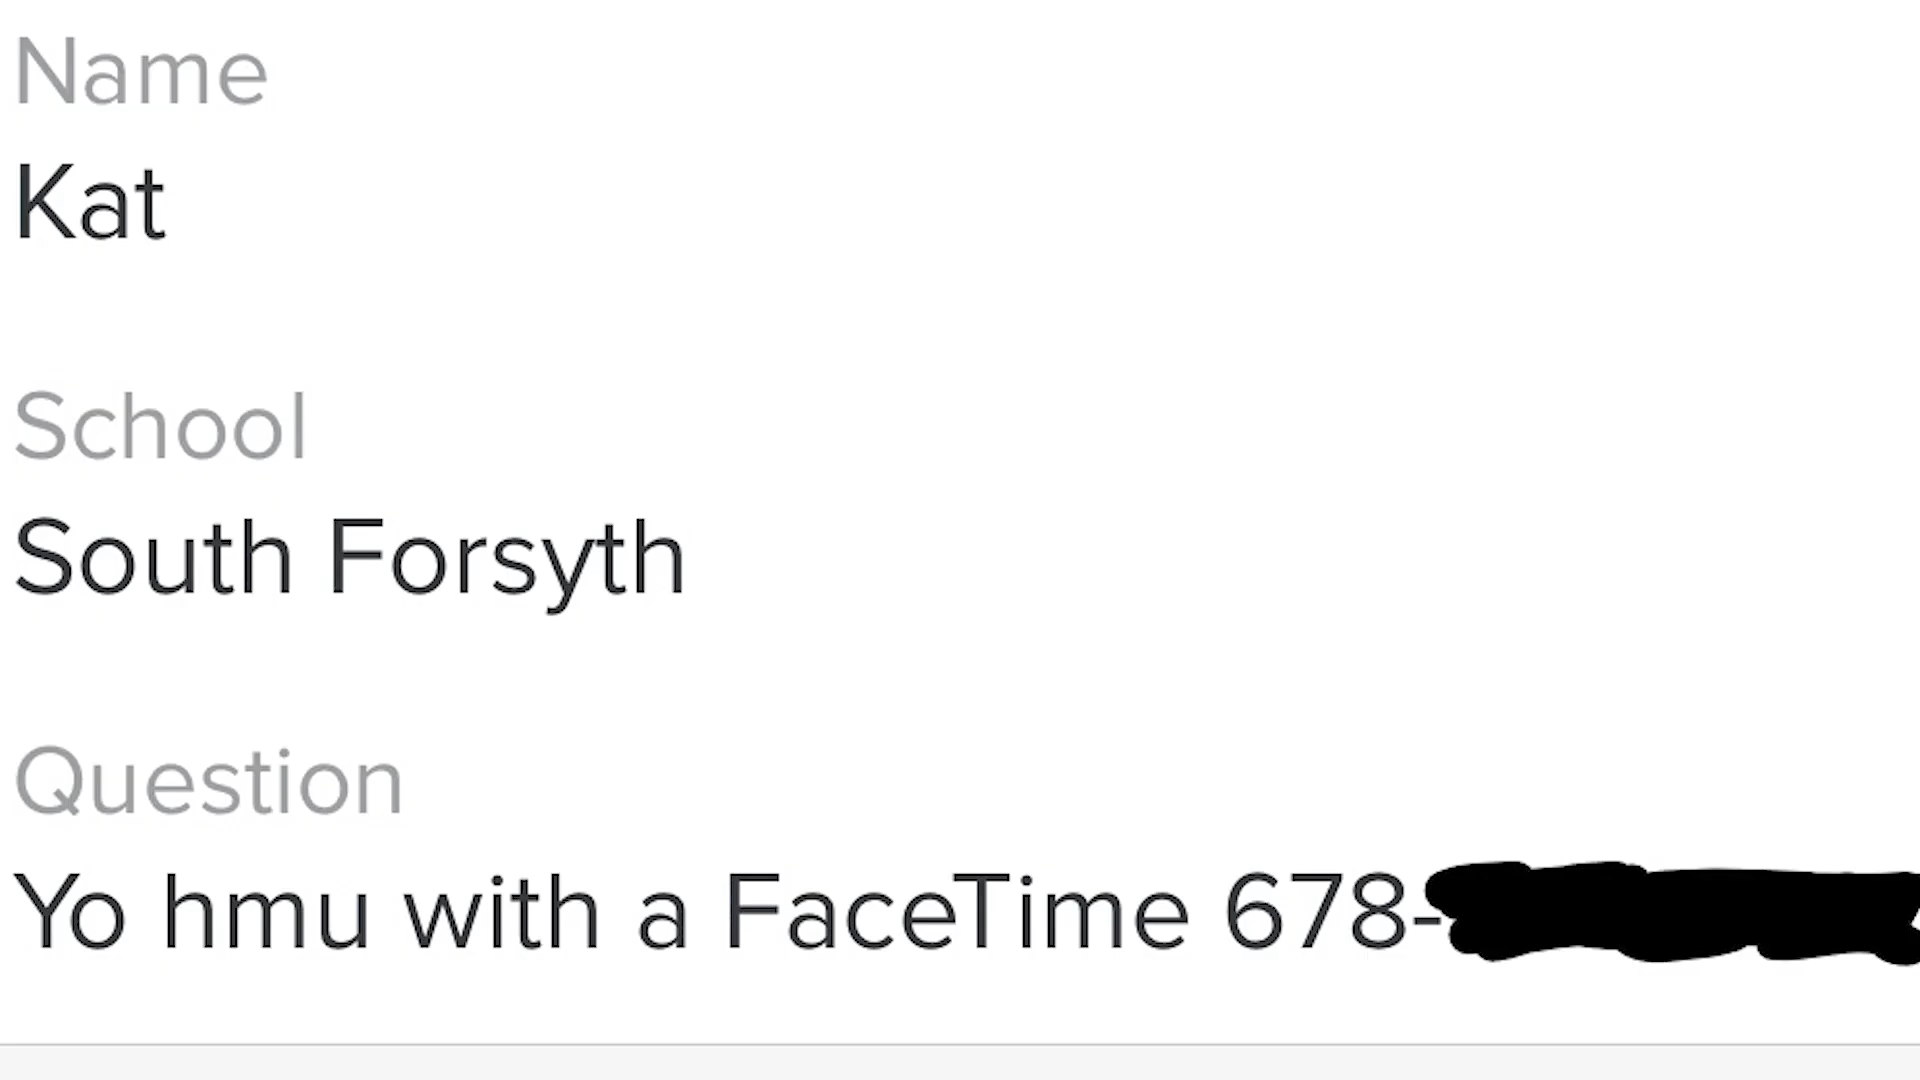 Name
Kat
School
South Forsyth
Question
Yo hmu with a FaceTime 678-